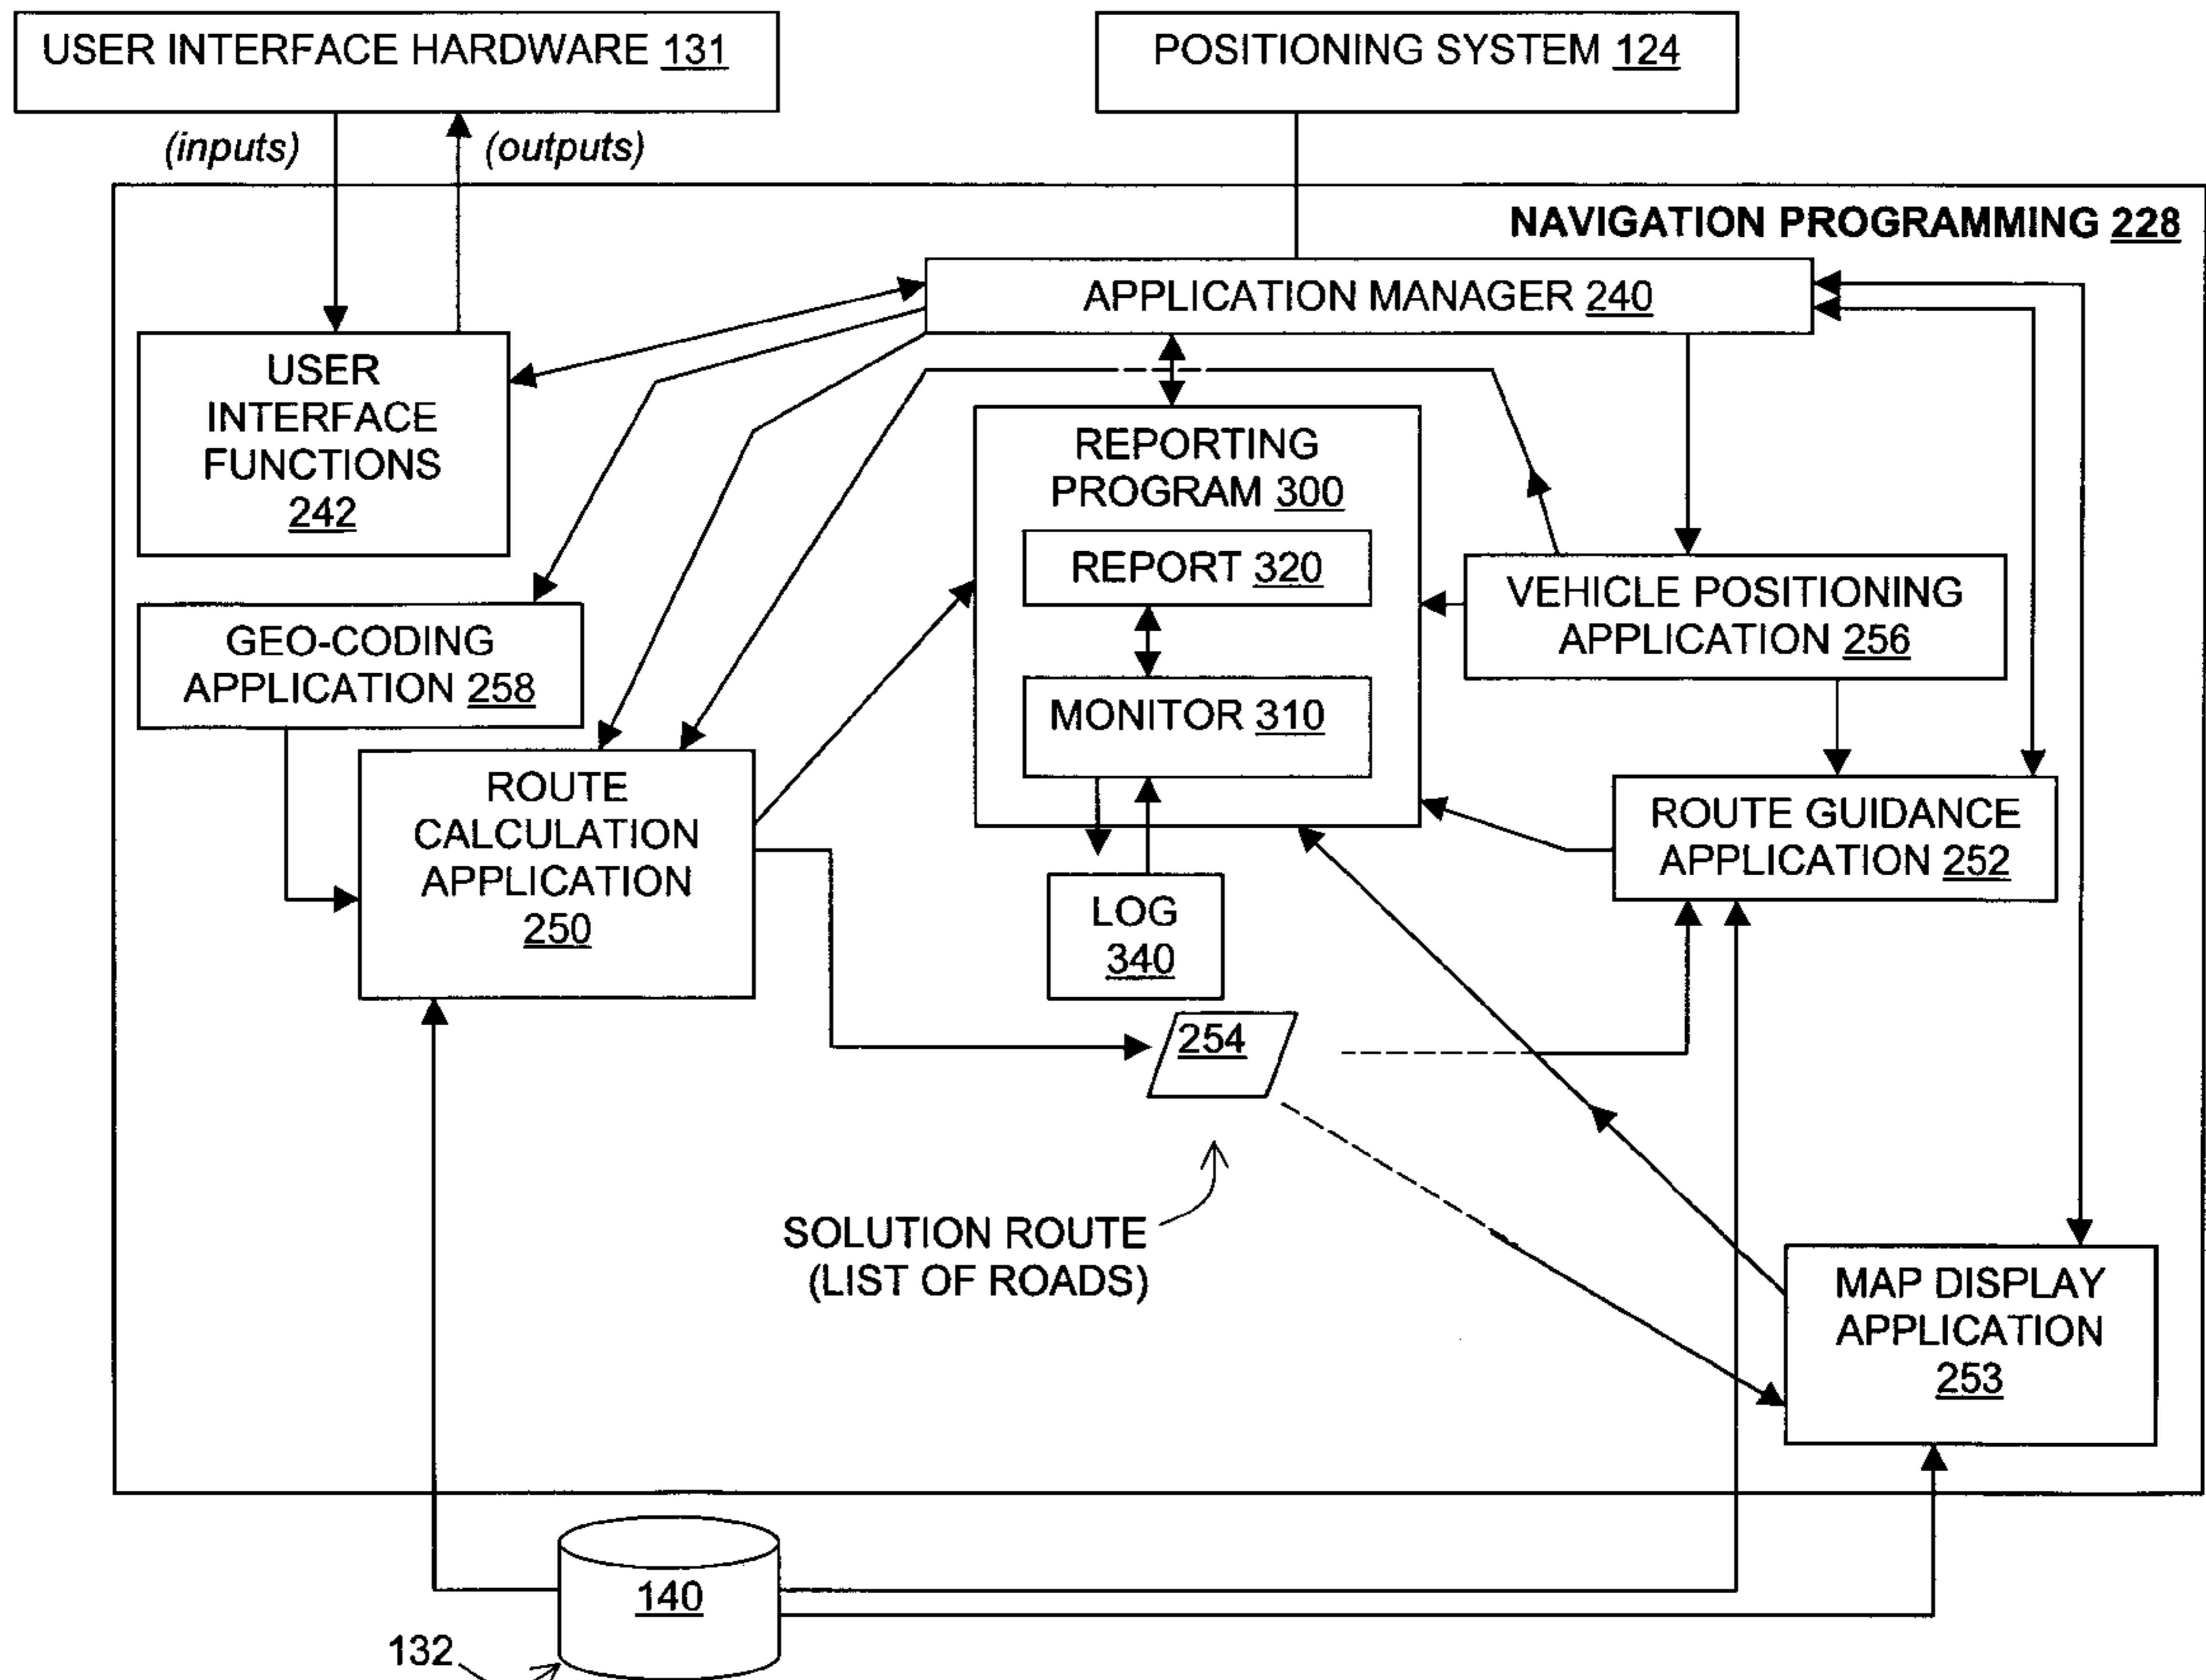 USER INTERFACE HARDWARE 131
POSITIONING SYSTEM 124
(inputs)
(outputs)
NAVIGATION PROGRAMMING 228
APPLICATION MANAGER 240
USER
INTERFACE
FUNCTIONS
242
REPORTING
PROGRAM 300
REPORT 320
MONITOR 310
VEHICLE POSITIONING
APPLICATION 256
GEO-CODING
APPLICATION 258
ROUTE
CALCULATION
APPLICATION
250
ROUTE GUIDANCE
APPLICATION 252
LOG
340
254
SOLUTION ROUTE
(LIST OF ROADS)
MAP DISPLAY
APPLICATION
253
140
132